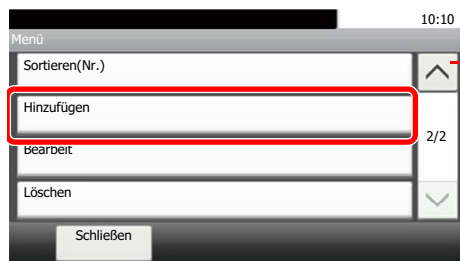 10:10
Menü
Sortieren(Nr.)
Hinzufügen
2/2
Bearbeit
Löschen
Schließen